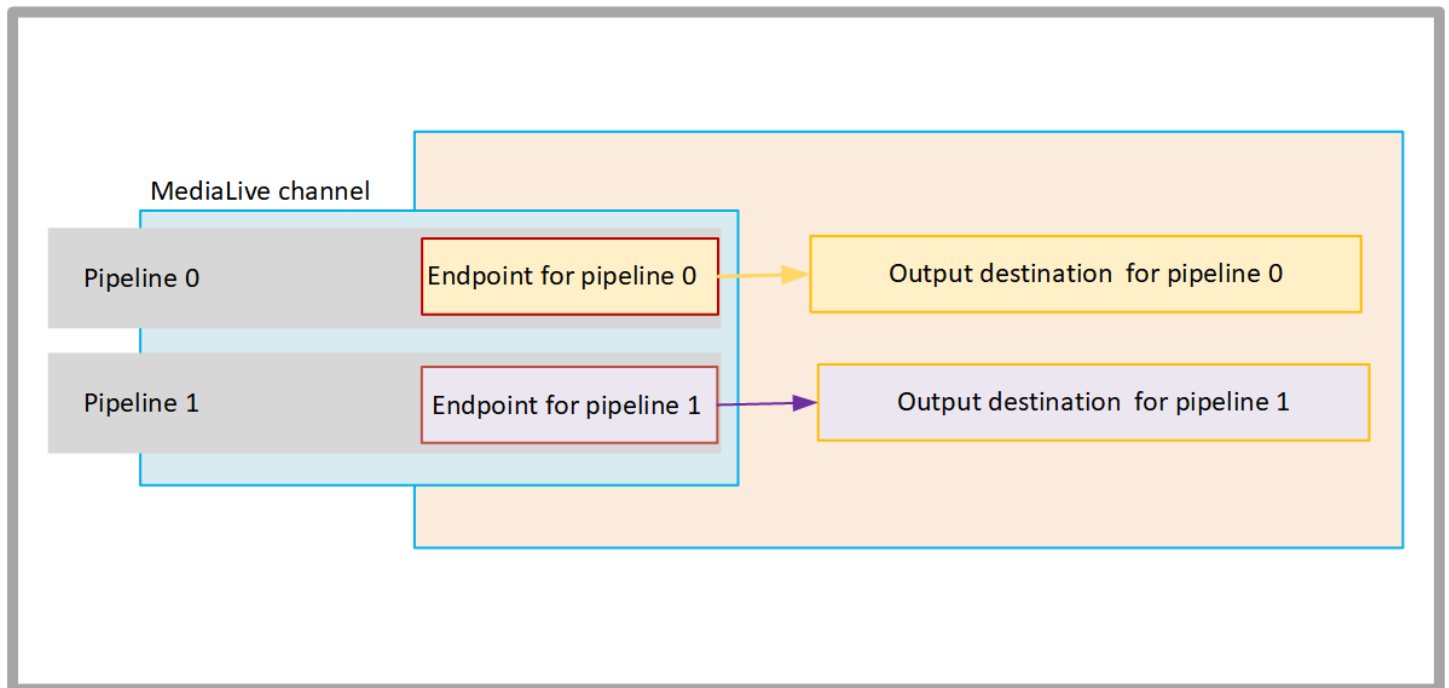 MediaLive channel
Pipeline 0
Endpoint for pipeline 0
Output destination  for pipeline 0
Pipeline 1
Endpoint for pipeline 1
Output destination  for pipeline 1